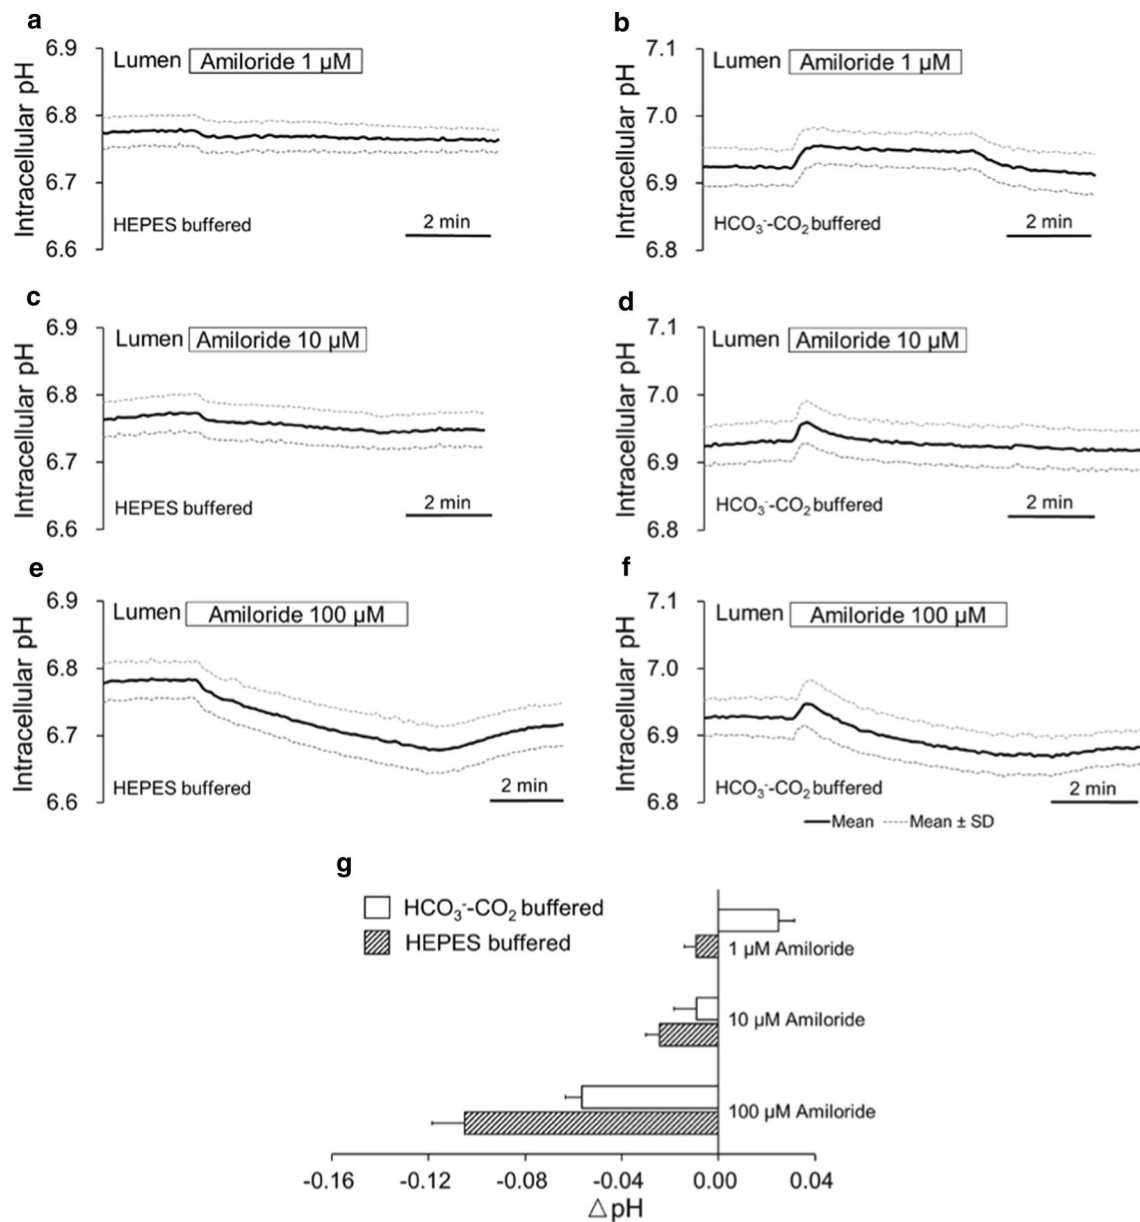 a
Intracellular pH
6.9
6.8
6.7
6.6
Lumen
Amiloride 1 µM
HEPES buffered
2 min
b
Intracellular pH
7.1
7.0
6.9
6.8
Lumen
Amiloride 1 µM
HCO₃⁻-CO₂ buffered
2 min
c
Intracellular pH
6.9
6.8
6.7
6.6
Lumen
Amiloride 10 µM
HEPES buffered
2 min
d
Intracellular pH
7.1
7.0
6.9
6.8
Lumen
Amiloride 10 µM
HCO₃⁻-CO₂ buffered
2 min
e
Intracellular pH
6.9
6.8
6.7
6.6
Lumen
Amiloride 100 µM
HEPES buffered
2 min
f
Intracellular pH
7.1
7.0
6.9
6.8
Lumen
Amiloride 100 µM
HCO₃⁻-CO₂ buffered
2 min
Mean
Mean ± SD
g
HCO₃⁻-CO₂ buffered
HEPES buffered
1 µM Amiloride
10 µM Amiloride
100 µM Amiloride
-0.16 -0.12 -0.08 -0.04 0.00 0.04
△pH